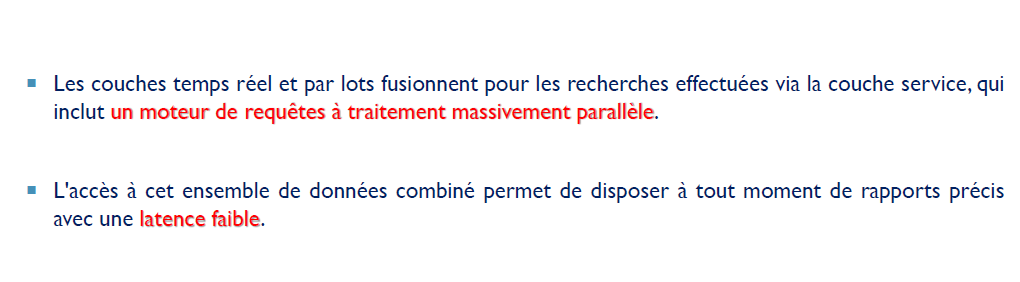 Les couches temps réel et par lots fusionnent pour les recherches effectuées via la couche service, qui
inclut un moteur de requêtes à traitement massivement parallèle.
L'accès à cet ensemble de données combiné permet de disposer à tout moment de rapports précis
avec une latence faible.